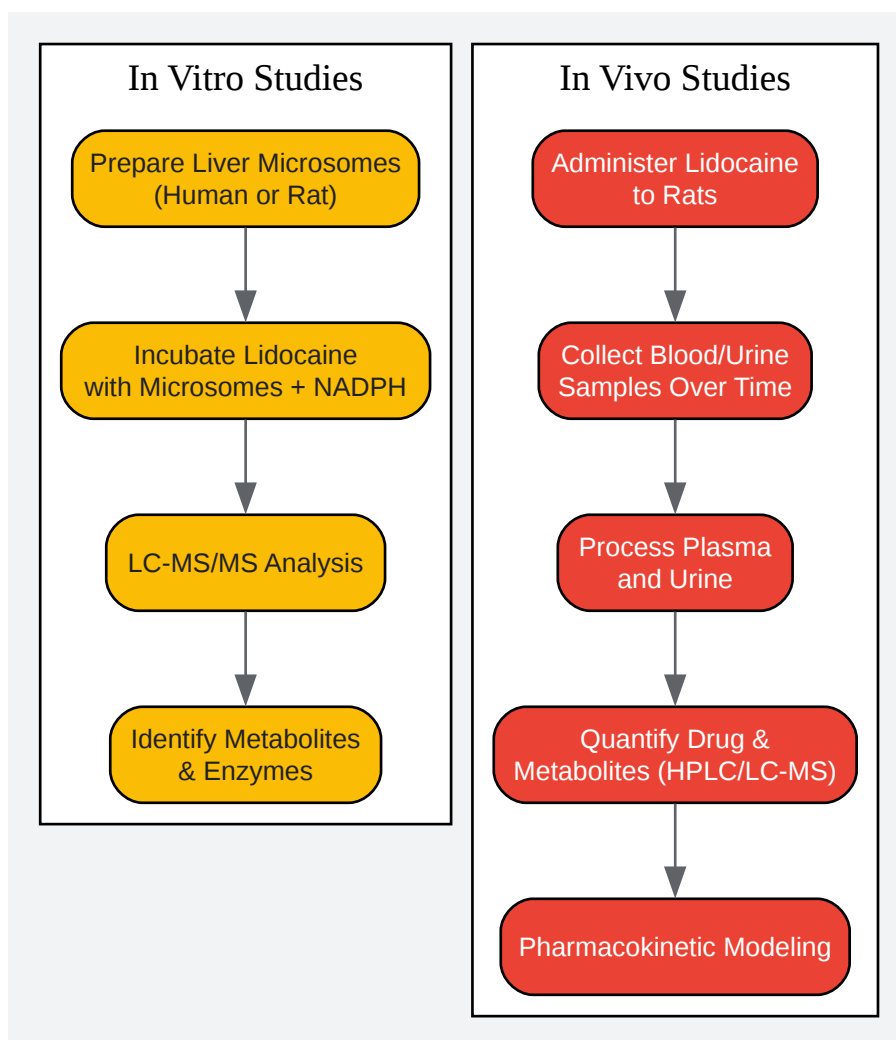 In Vitro Studies
Prepare Liver Microsomes
(Human or Rat)
Incubate Lidocaine
with Microsomes + NADPH
LC-MS/MS Analysis
Identify Metabolites
& Enzymes
In Vivo Studies
Administer Lidocaine
to Rats
Collect Blood/Urine
Samples Over Time
Process Plasma
and Urine
Quantify Drug &
Metabolites (HPLC/LC-MS)
Pharmacokinetic Modeling